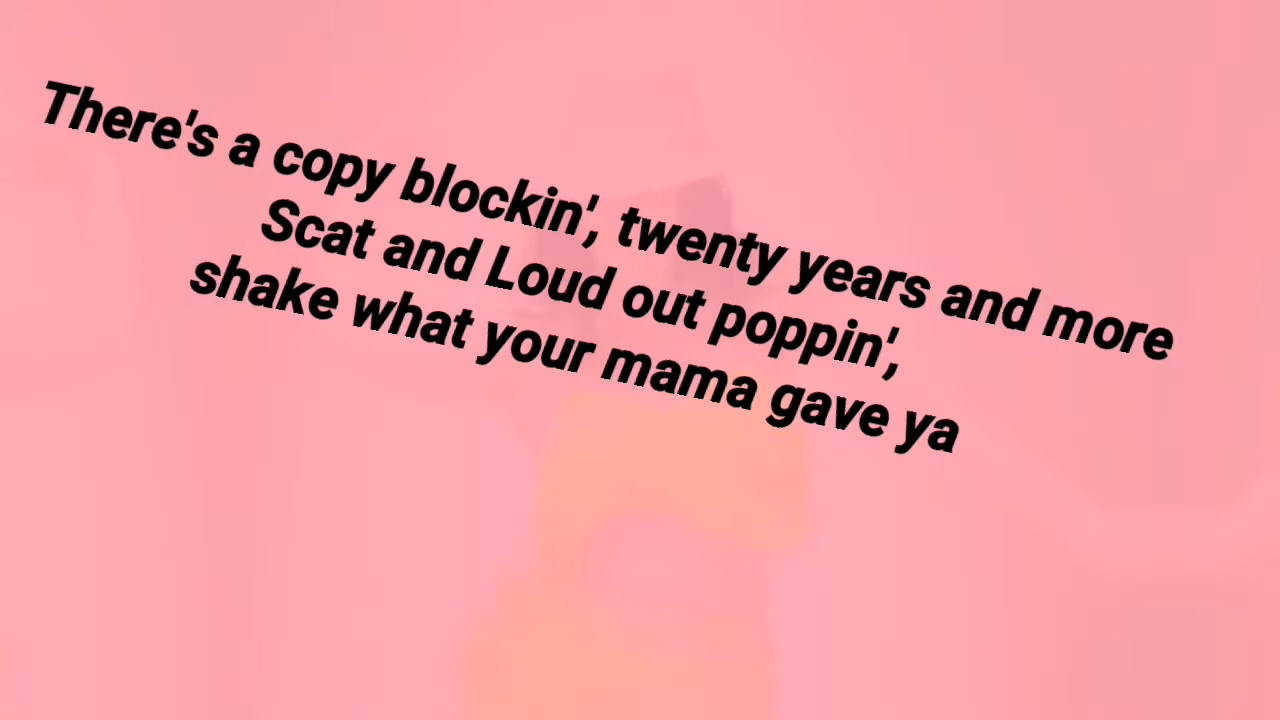 There's a copy blockin', twenty years and more
Scat and Loud out poppin',
shake what your mama gave ya